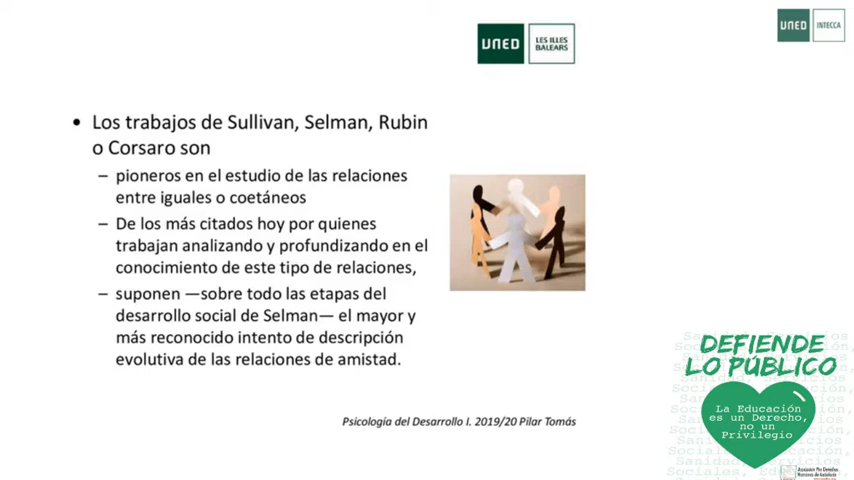 UNED
LES ILLES
BALEARS
UNED
INTECCA
• Los trabajos de Sullivan, Selman, Rubin
o Corsaro son
– pioneros en el estudio de las relaciones
entre iguales o coetáneos
– De los más citados hoy por quienes
trabajan analizando y profundizando en el
conocimiento de este tipo de relaciones,
– suponen —sobre todo las etapas del
desarrollo social de Selman— el mayor y
más reconocido intento de descripción
evolutiva de las relaciones de amistad.
Psicología del Desarrollo I. 2019/20 Pilar Tomás
DEFIENDE
LO PÚBLICO
La Educación
es un Derecho,
no un
Privilegio